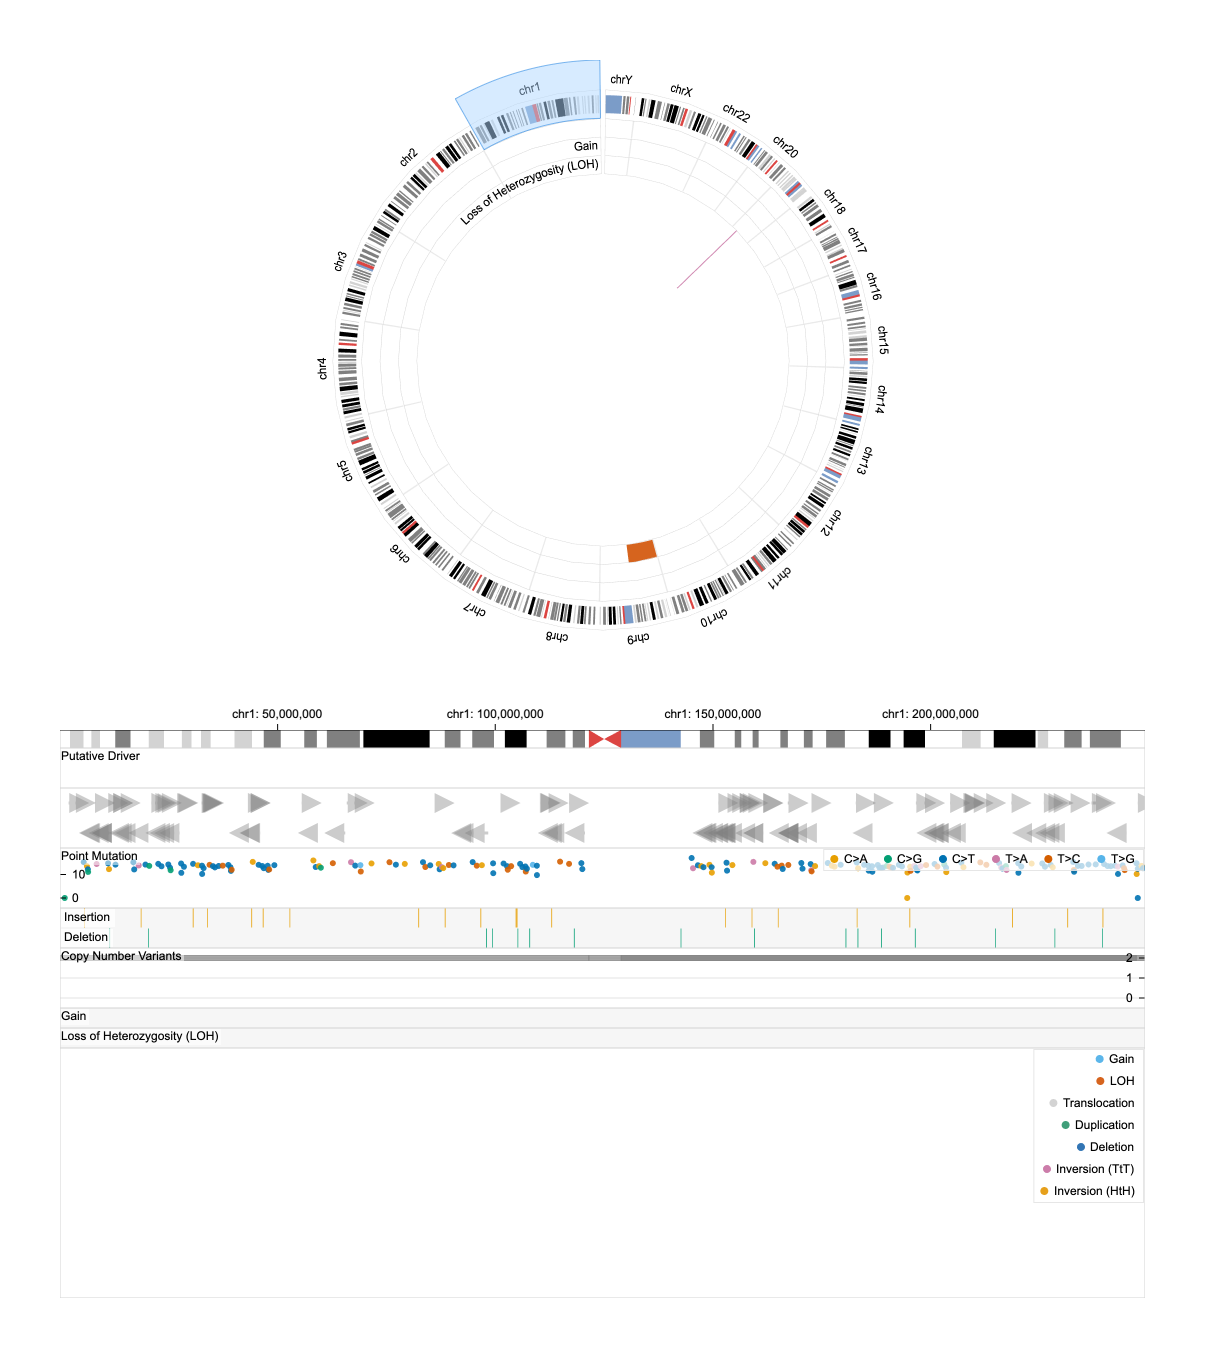 chr1
chrY
chrX
chr22
chr20
chr18
chr17
chr16
chr15
chr14
chr13
chr12
chr11
chr10
chr9
chr8
chr7
chr6
chr5
chr4
chr3
chr2
Gain
Loss of Heterozygosity (LOH)
chr1: 50,000,000 chr1: 100,000,000 chr1: 150,000,000 chr1: 200,000,000
Putative Driver
Point Mutation
C>A C>G C>T T>A T>C T>G
10
0
Insertion
Deletion
Copy Number Variants
2
1
0
Gain
Loss of Heterozygosity (LOH)
Gain
LOH
Translocation
Duplication
Deletion
Inversion (TtT)
Inversion (HtH)